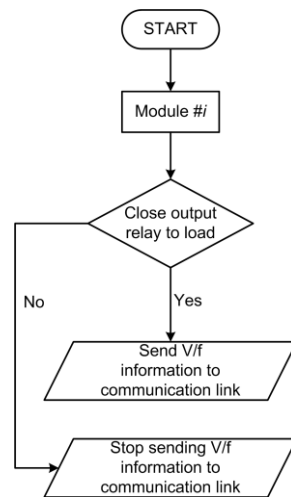 START
Module #i
Close output
relay to load
No
Yes
Send V/f
information to
communication link
Stop sending V/f
information to
communication link